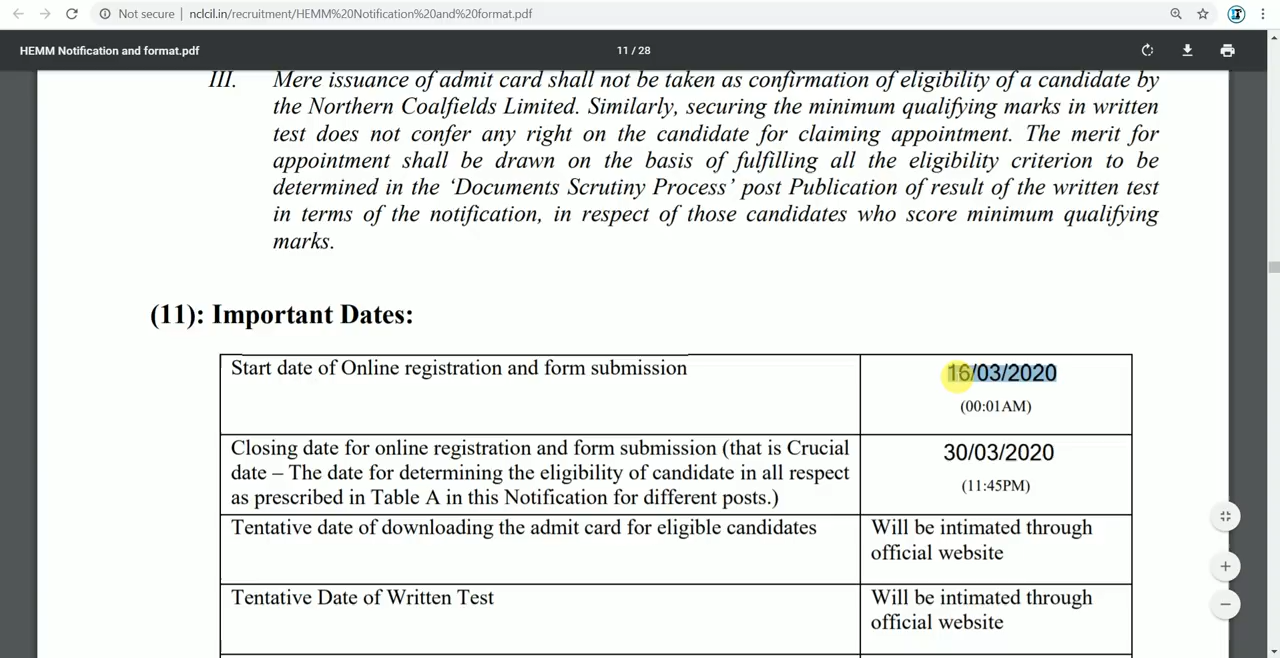 Not secure | nclcil.in/recruitment/HEMM%20Notification%20and%20format.pdf
HEMM Notification and format.pdf
11 / 28
III. Mere issuance of admit card shall not be taken as confirmation of eligibility of a candidate by
the Northern Coalfields Limited. Similarly, securing the minimum qualifying marks in written
test does not confer any right on the candidate for claiming appointment. The merit for
appointment shall be drawn on the basis of fulfilling all the eligibility criterion to be
determined in the ‘Documents Scrutiny Process’ post Publication of result of the written test
in terms of the notification, in respect of those candidates who score minimum qualifying
marks.
(11): Important Dates:
Start date of Online registration and form submission
16/03/2020
(00:01AM)
Closing date for online registration and form submission (that is Crucial
date – The date for determining the eligibility of candidate in all respect
as prescribed in Table A in this Notification for different posts.)
30/03/2020
(11:45PM)
Tentative date of downloading the admit card for eligible candidates
Will be intimated through
official website
Tentative Date of Written Test
Will be intimated through
official website